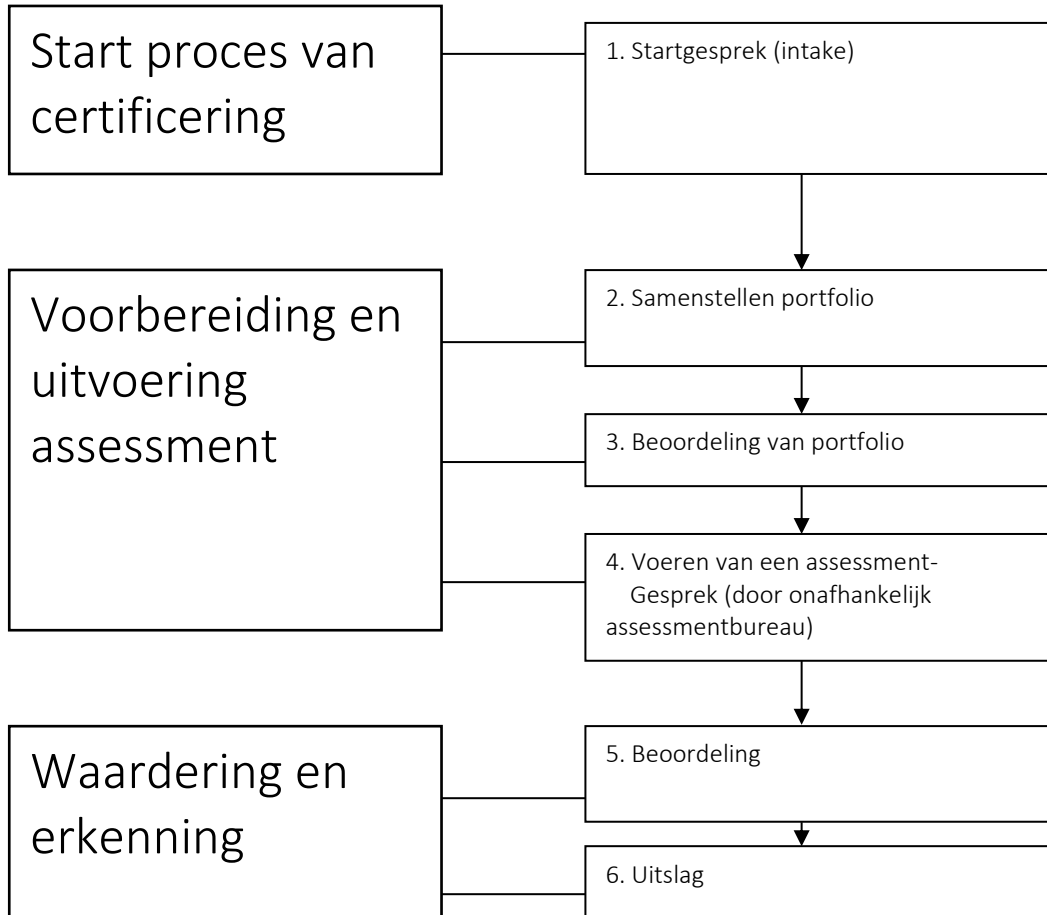 Start proces van
certificering
1. Startgesprek (intake)
Voorbereiding en
uitvoering
assessment
2. Samenstellen portfolio
3. Beoordeling van portfolio
4. Voeren van een assessment-
Gesprek (door onafhankelijk
assessmentbureau)
Waardering en
erkenning
5. Beoordeling
6. Uitslag